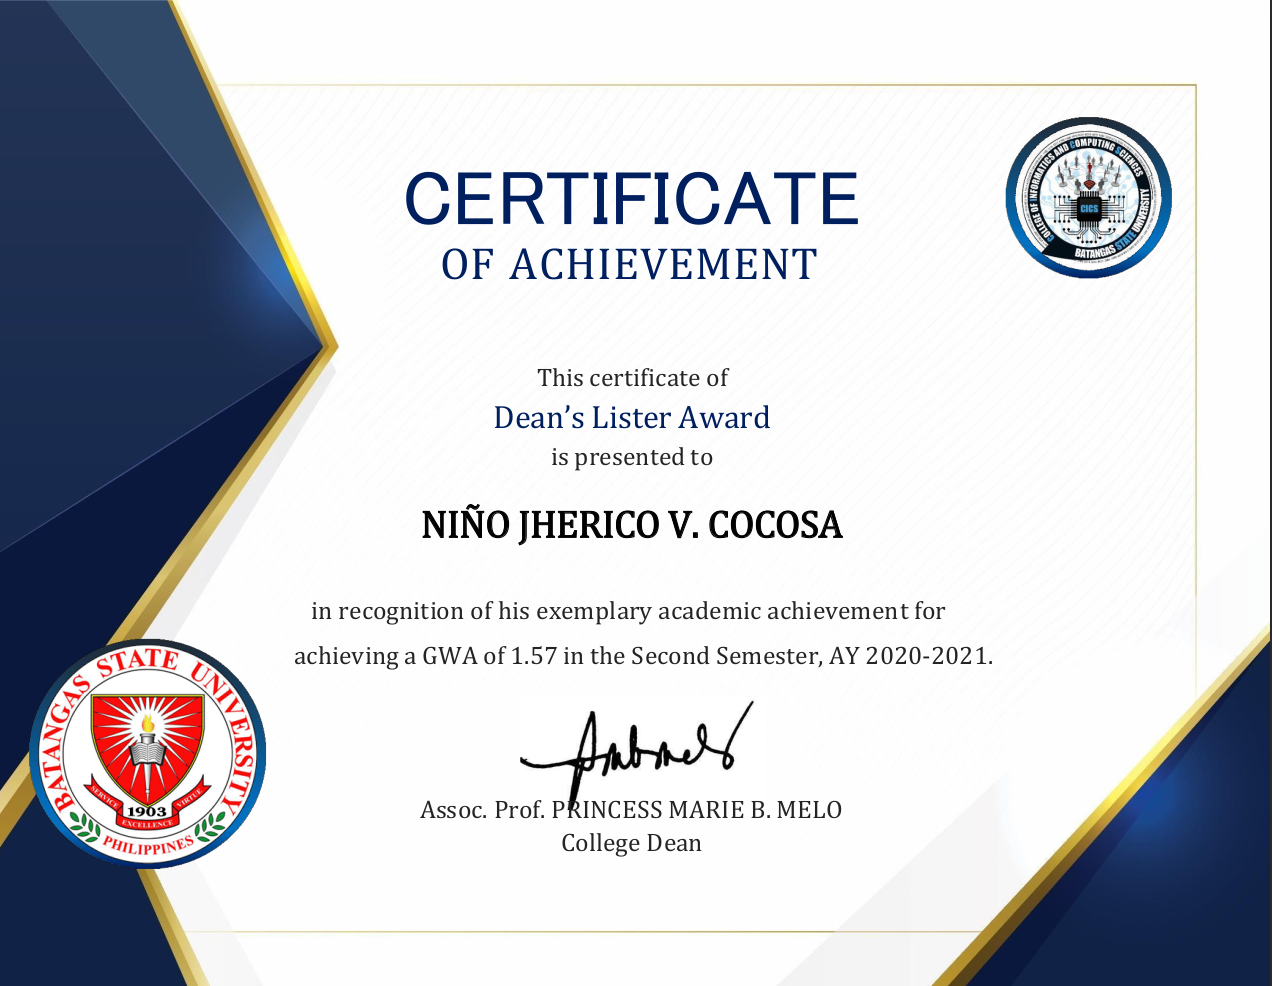 CERTIFICATE
OF ACHIEVEMENT
COLLEGE OF INFORMATICS AND COMPUTING SCIENCES
CICS
BATANGAS STATE UNIVERSITY
This certificate of
Dean’s Lister Award
is presented to
NIÑO JHERICO V. COCOSA
in recognition of his exemplary academic achievement for
achieving a GWA of 1.57 in the Second Semester, AY 2020-2021.
BATANGAS STATE UNIVERSITY
SERVICE
1903
VIRTUE
EXCELLENCE
PHILIPPINES
Assoc. Prof. PRINCESS MARIE B. MELO
College Dean